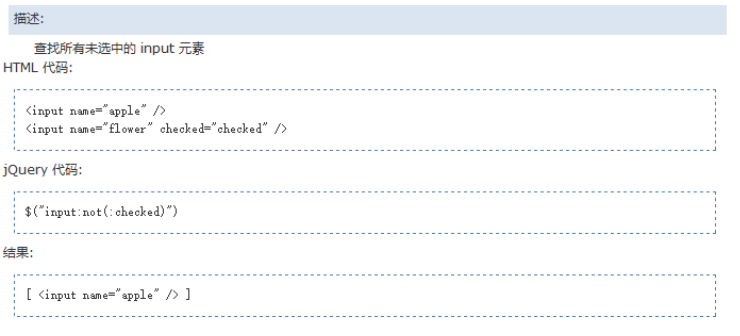 描述:
查找所有未选中的 input 元素
HTML 代码:
<input name="apple" />
<input name="flower" checked="checked" />
jQuery 代码:
$("input:not(:checked)")
结果:
[ <input name="apple" /> ]